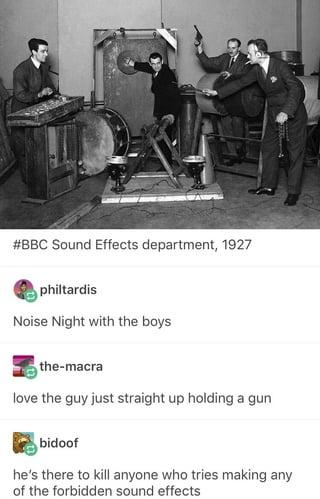 #BBC Sound Effects department, 1927
philtardis
Noise Night with the boys
the-macra
love the guy just straight up holding a gun
bidoof
he's there to kill anyone who tries making any
of the forbidden sound effects